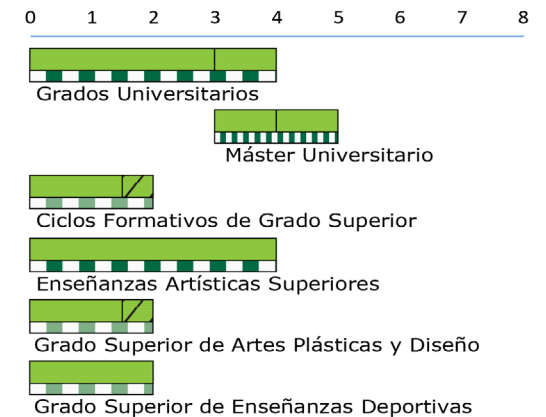 0 1 2 3 4 5 6 7 8
Grados Universitarios
Máster Universitario
Ciclos Formativos de Grado Superior
Enseñanzas Artísticas Superiores
Grado Superior de Artes Plásticas y Diseño
Grado Superior de Enseñanzas Deportivas